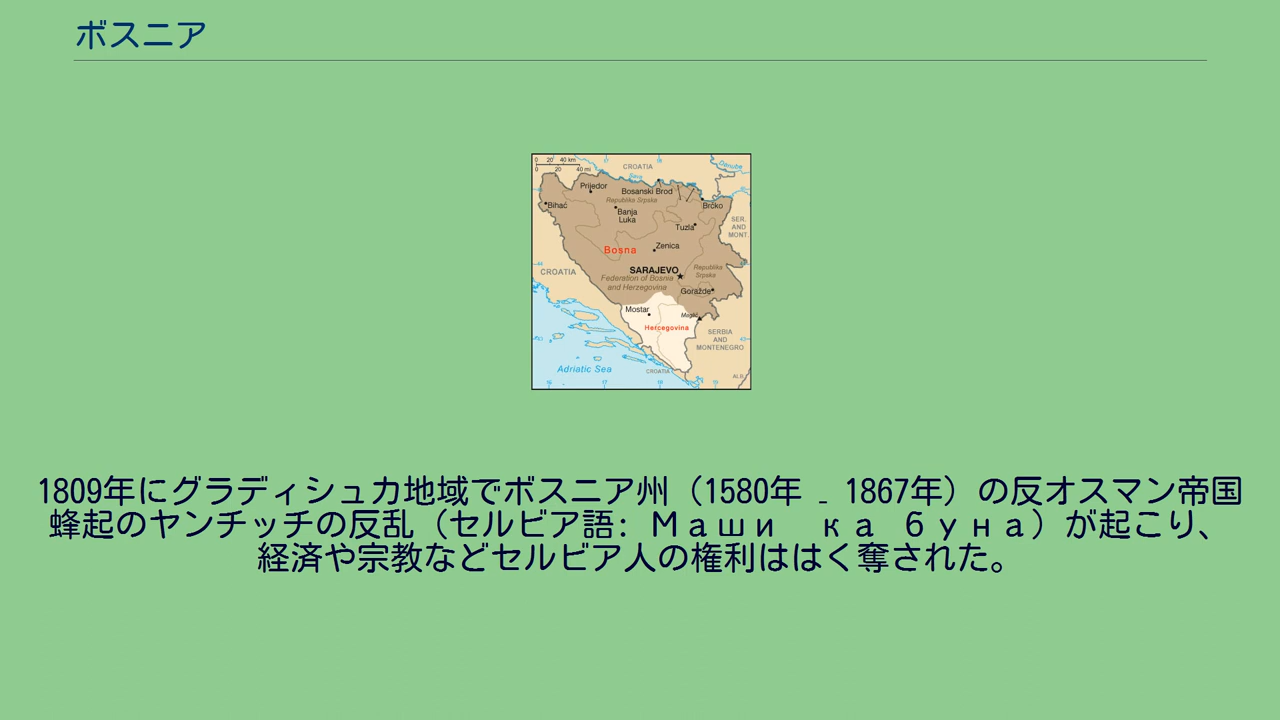 ボスニア
0 20 40 km
0 20 40 mi
CROATIA
Danube
Sava
Prijedor
Bosanski Brod
Republika Srpska
Bihać
Banja
Luka
Brčko
Tuzla
SER.
AND
MONT.
Bosna
Zenica
CROATIA
SARAJEVO
Republika
Srpska
Federation of Bosnia
and Herzegovina
Goražde
Mostar
Maglić
Hercegovina
SERBIA
AND
MONTENEGRO
Adriatic Sea
CROATIA
ALB.
1809年にグラディシュカ地域でボスニア州（1580年 - 1867年）の反オスマン帝国
蜂起のヤンチッチの反乱（セルビア語: Маши ка буна）が起こり、
経済や宗教などセルビア人の権利ははく奪された。